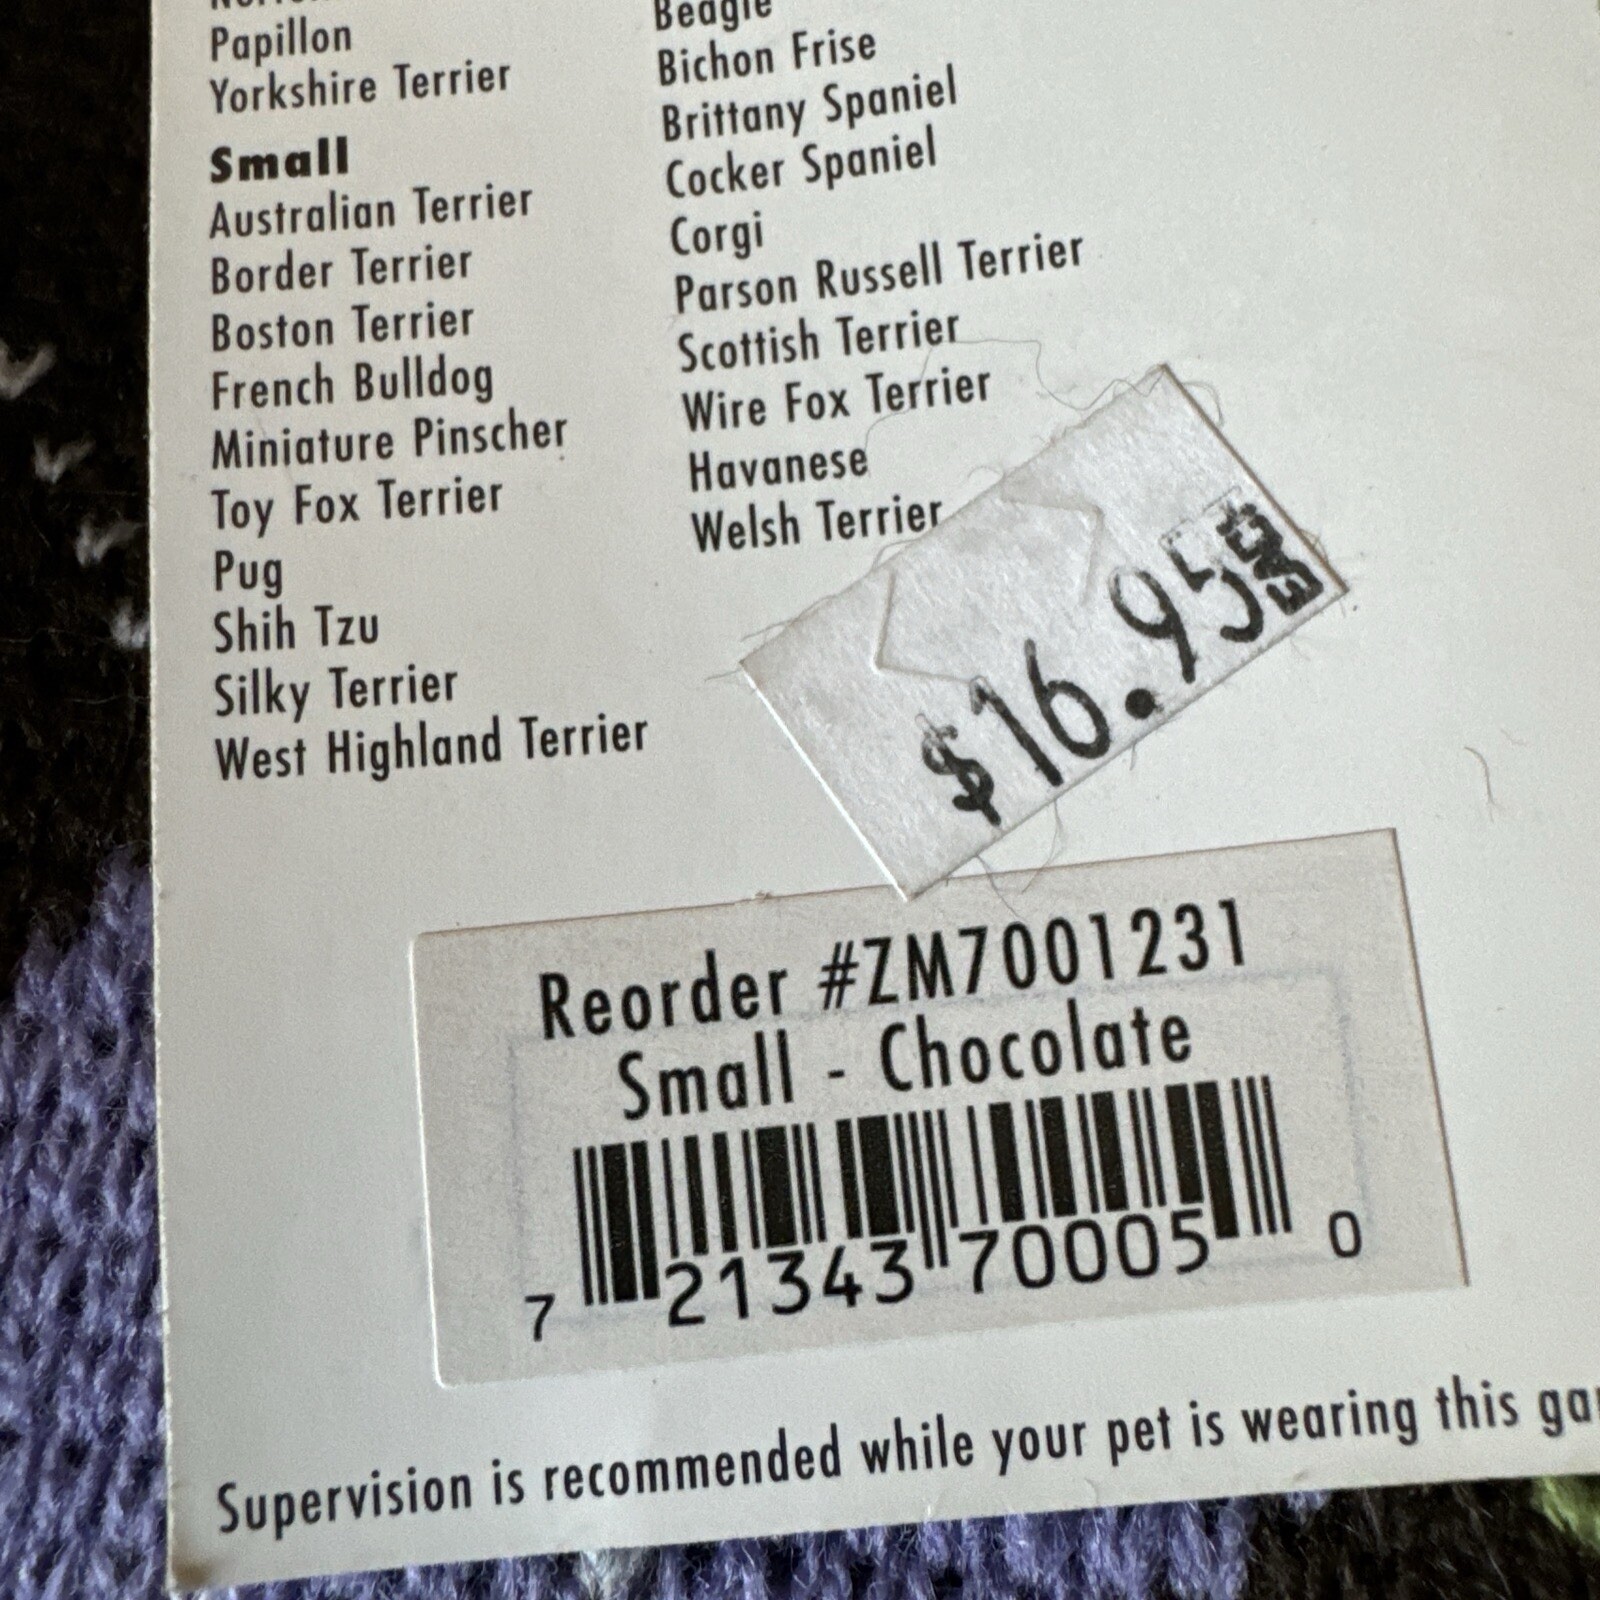 Papillon
Yorkshire Terrier
Small
Australian Terrier
Border Terrier
Boston Terrier
French Bulldog
Miniature Pinscher
Toy Fox Terrier
Pug
Shih Tzu
Silky Terrier
West Highland Terrier
Beagle
Bichon Frise
Brittany Spaniel
Cocker Spaniel
Corgi
Parson Russell Terrier
Scottish Terrier
Wire Fox Terrier
Havanese
Welsh Terrier
$16.95
Reorder #ZM7001231
Small - Chocolate
7 21343 70005 0
Supervision is recommended while your pet is wearing this